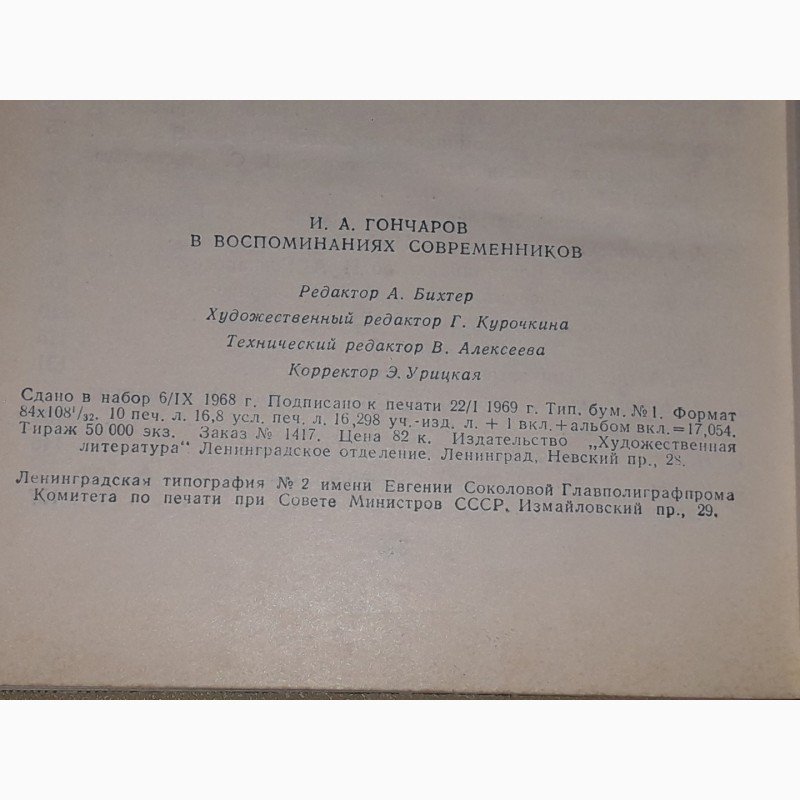 И. А. ГОНЧАРОВ
В ВОСПОМИНАНИЯХ СОВРЕМЕННИКОВ
Редактор А. Бихтер
Художественный редактор Г. Курочкина
Технический редактор В. Алексеева
Корректор Э. Урицкая
Сдано в набор 6/IX 1968 г. Подписано к печати 22/I 1969 г. Тип. бум. №1. Формат
84х108¹/₃₂. 10 печ. л. 16,8 усл. печ. л. 16,298 уч.-изд. л. + 1 вкл.+альбом вкл.=17,054.
Тираж 50 000 экз. Заказ № 1417. Цена 82 к. Издательство „Художественная
литература“ Ленинградское отделение. Ленинград, Невский пр., 28.
Ленинградская типография № 2 имени Евгении Соколовой Главполиграфпрома
Комитета по печати при Совете Министров СССР. Измайловский пр., 29.